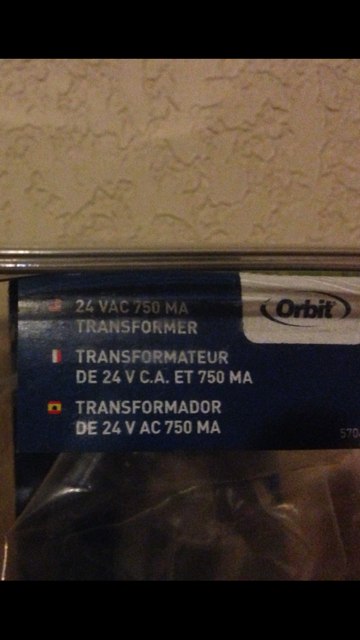 24 VAC 750 MA
TRANSFORMER
Orbit
TRANSFORMATEUR
DE 24 V C.A. ET 750 MA
TRANSFORMADOR
DE 24 V AC 750 MA